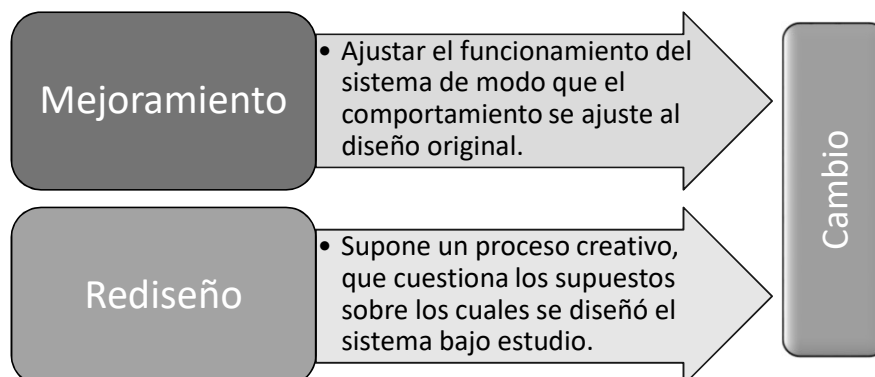 Mejoramiento
• Ajustar el funcionamiento del
sistema de modo que el
comportamiento se ajuste al
diseño original.
Rediseño
• Supone un proceso creativo,
que cuestiona los supuestos
sobre los cuales se diseñó el
sistema bajo estudio.
Cambio